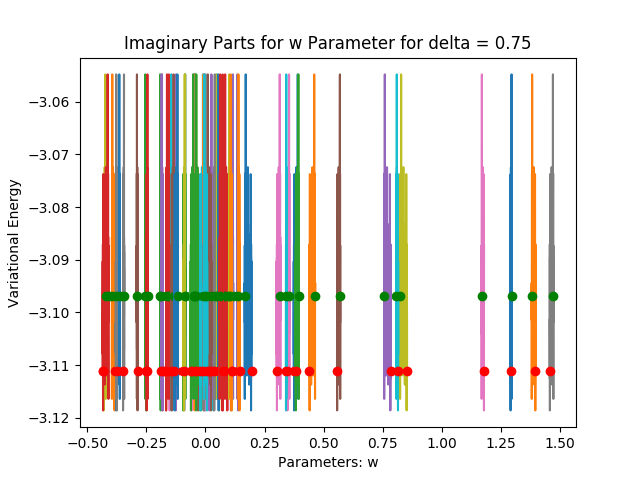 Imaginary Parts for w Parameter for delta = 0.75
Variational Energy
−3.06
−3.07
−3.08
−3.09
−3.10
−3.11
−3.12
−0.50 −0.25 0.00 0.25 0.50 0.75 1.00 1.25 1.50
Parameters: w